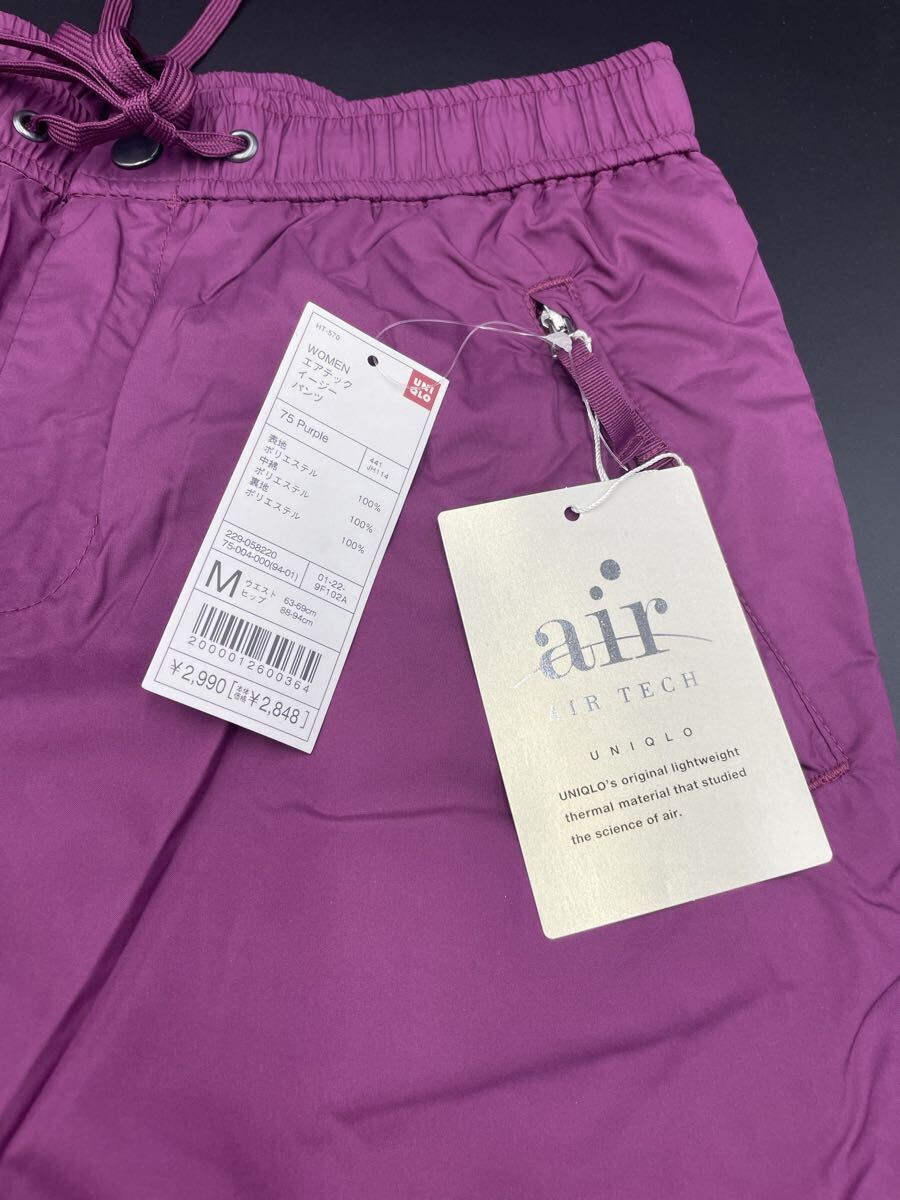 HT-570
WOMEN
エアテック
イージー
パンツ
UNI
QLO
75 Purple
441
JH114
表地
ポリエステル 100%
中綿
ポリエステル 100%
裏地
ポリエステル 100%
229-058220
75-004-000(94-01)
01-22-
9F102A
M
ウエスト 63-69cm
ヒップ 88-94cm
2000012600364
¥2,990[本体価格¥2,848]
air
AIR TECH
UNIQLO
UNIQLO's original lightweight
thermal material that studied
the science of air.